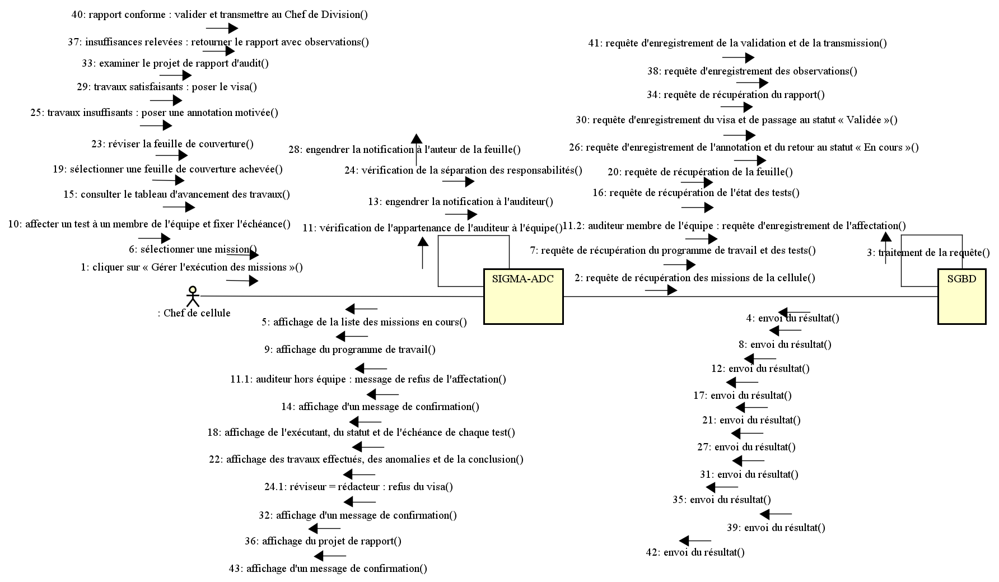 40: rapport conforme : valider et transmettre au Chef de Division()
37: insuffisances relevées : retourner le rapport avec observations()
33: examiner le projet de rapport d'audit()
29: travaux satisfaisants : poser le visa()
25: travaux insuffisants : poser une annotation motivée()
23: réviser la feuille de couverture()
19: sélectionner une feuille de couverture achevée()
15: consulter le tableau d'avancement des travaux()
10: affecter un test à un membre de l'équipe et fixer l'échéance()
6: sélectionner une mission()
1: cliquer sur « Gérer l'exécution des missions »()
28: engendrer la notification à l'auteur de la feuille()
24: vérification de la séparation des responsabilités()
13: engendrer la notification à l'auditeur()
11: vérification de l'appartenance de l'auditeur à l'équipe()
41: requête d'enregistrement de la validation et de la transmission()
38: requête d'enregistrement des observations()
34: requête de récupération du rapport()
30: requête d'enregistrement du visa et de passage au statut « Validée »()
26: requête d'enregistrement de l'annotation et du retour au statut « En cours »()
20: requête de récupération de la feuille()
16: requête de récupération de l'état des tests()
11.2: auditeur membre de l'équipe : requête d'enregistrement de l'affectation()
7: requête de récupération du programme de travail et des tests()
2: requête de récupération des missions de la cellule()
3: traitement de la requête()
: Chef de cellule
SIGMA-ADC
SGBD
5: affichage de la liste des missions en cours()
9: affichage du programme de travail()
11.1: auditeur hors équipe : message de refus de l'affectation()
14: affichage d'un message de confirmation()
18: affichage de l'exécutant, du statut et de l'échéance de chaque test()
22: affichage des travaux effectués, des anomalies et de la conclusion()
24.1: réviseur = rédacteur : refus du visa()
32: affichage d'un message de confirmation()
36: affichage du projet de rapport()
43: affichage d'un message de confirmation()
4: envoi du résultat()
8: envoi du résultat()
12: envoi du résultat()
17: envoi du résultat()
21: envoi du résultat()
27: envoi du résultat()
31: envoi du résultat()
35: envoi du résultat()
39: envoi du résultat()
42: envoi du résultat()